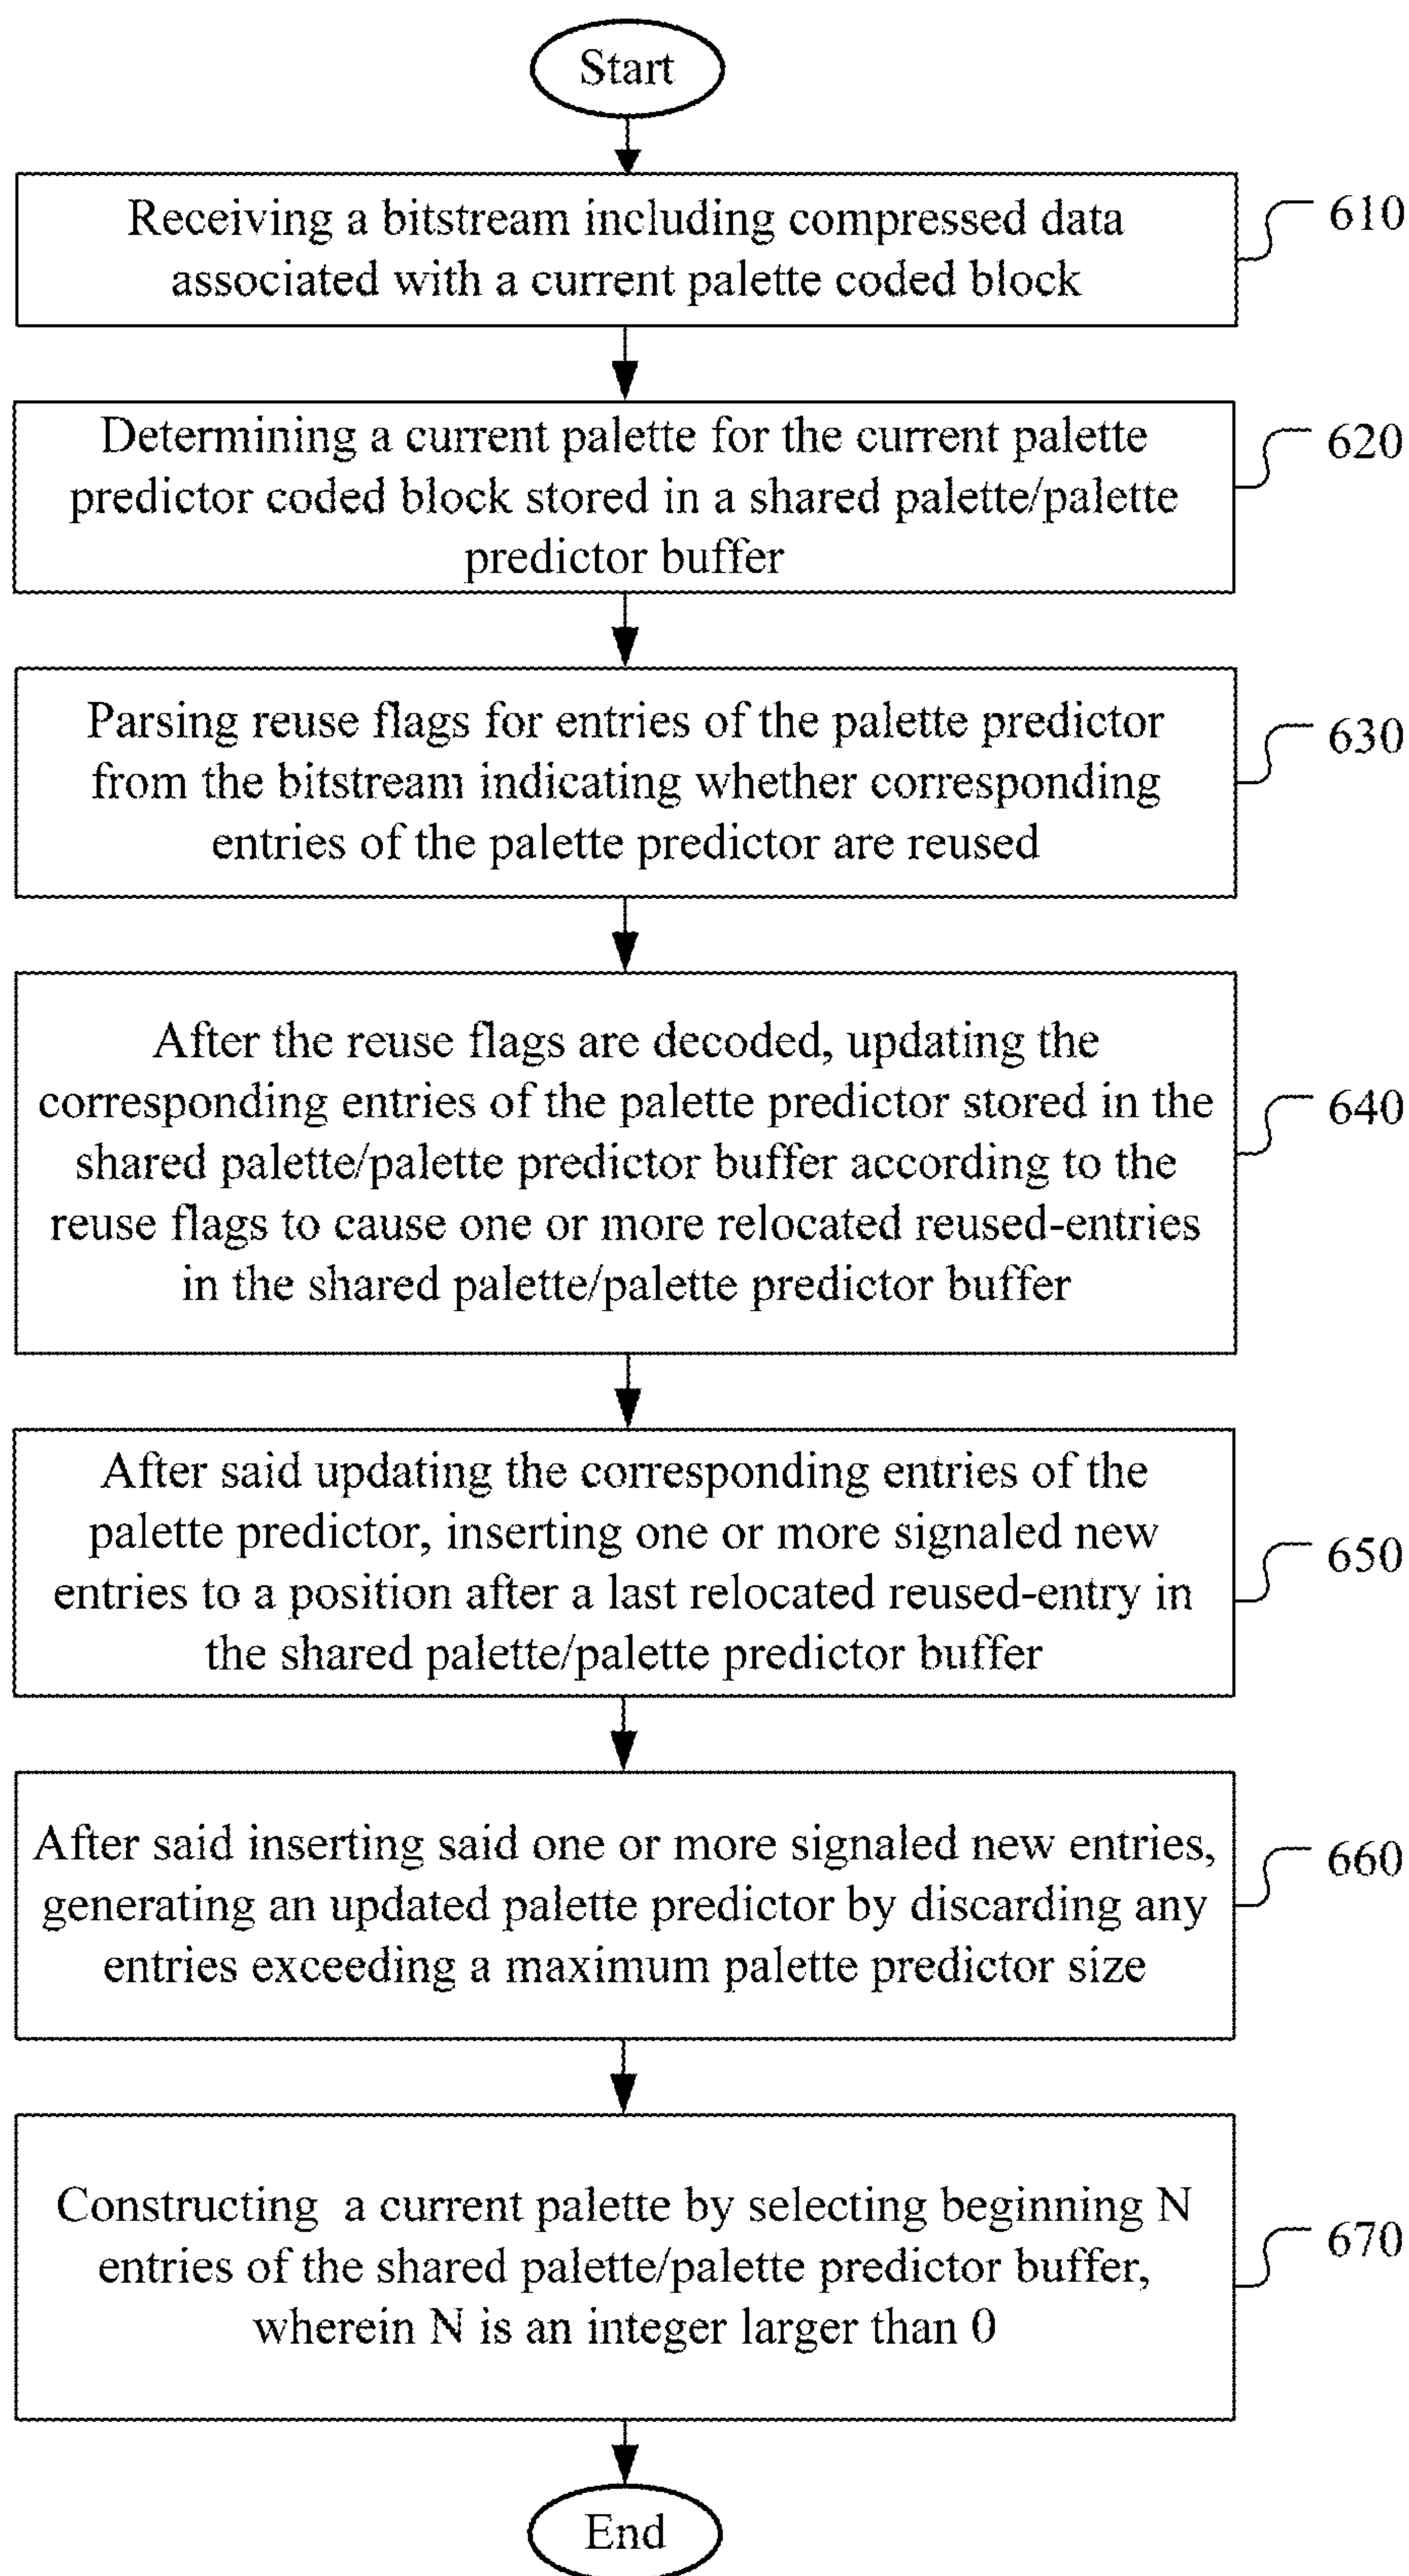 Start
Receiving a bitstream including compressed data
associated with a current palette coded block
610
Determining a current palette for the current palette
predictor coded block stored in a shared palette/palette
predictor buffer
620
Parsing reuse flags for entries of the palette predictor
from the bitstream indicating whether corresponding
entries of the palette predictor are reused
630
After the reuse flags are decoded, updating the
corresponding entries of the palette predictor stored in the
shared palette/palette predictor buffer according to the
reuse flags to cause one or more relocated reused-entries
in the shared palette/palette predictor buffer
640
After said updating the corresponding entries of the
palette predictor, inserting one or more signaled new
entries to a position after a last relocated reused-entry in
the shared palette/palette predictor buffer
650
After said inserting said one or more signaled new entries,
generating an updated palette predictor by discarding any
entries exceeding a maximum palette predictor size
660
Constructing a current palette by selecting beginning N
entries of the shared palette/palette predictor buffer,
wherein N is an integer larger than 0
670
End